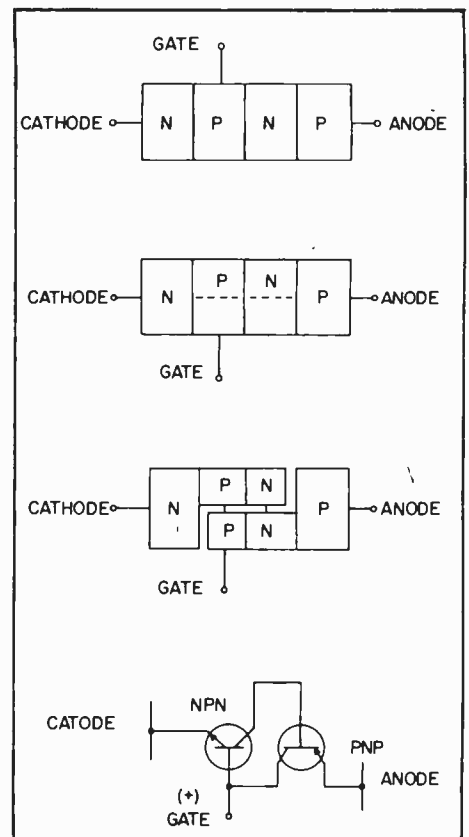 GATE
CATHODE N P N P ANODE
P N
CATHODE N P ANODE
GATE
P N
CATHODE N P ANODE
P N
GATE
NPN
CATODE PNP
ANODE
(+)
GATE